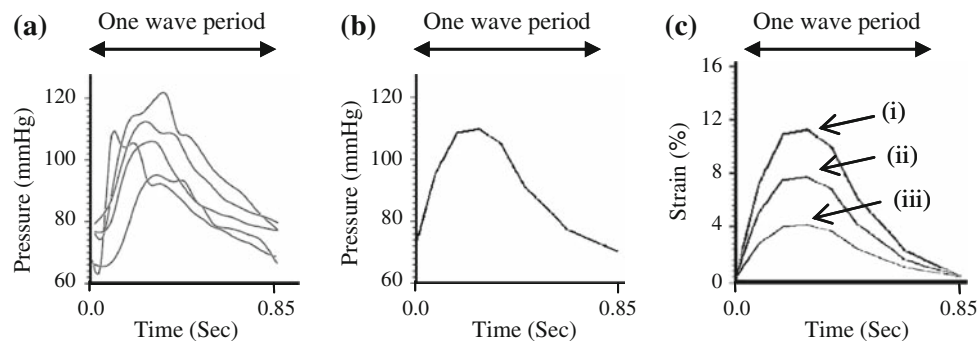 (a) One wave period
Pressure (mmHg)
120
100
80
60
0.0 0.85
Time (Sec)
(b) One wave period
Pressure (mmHg)
120
100
80
60
0.0 0.85
Time (Sec)
(c) One wave period
Strain (%)
16
12
8
4
0
(i)
(ii)
(iii)
0.0 0.85
Time (Sec)